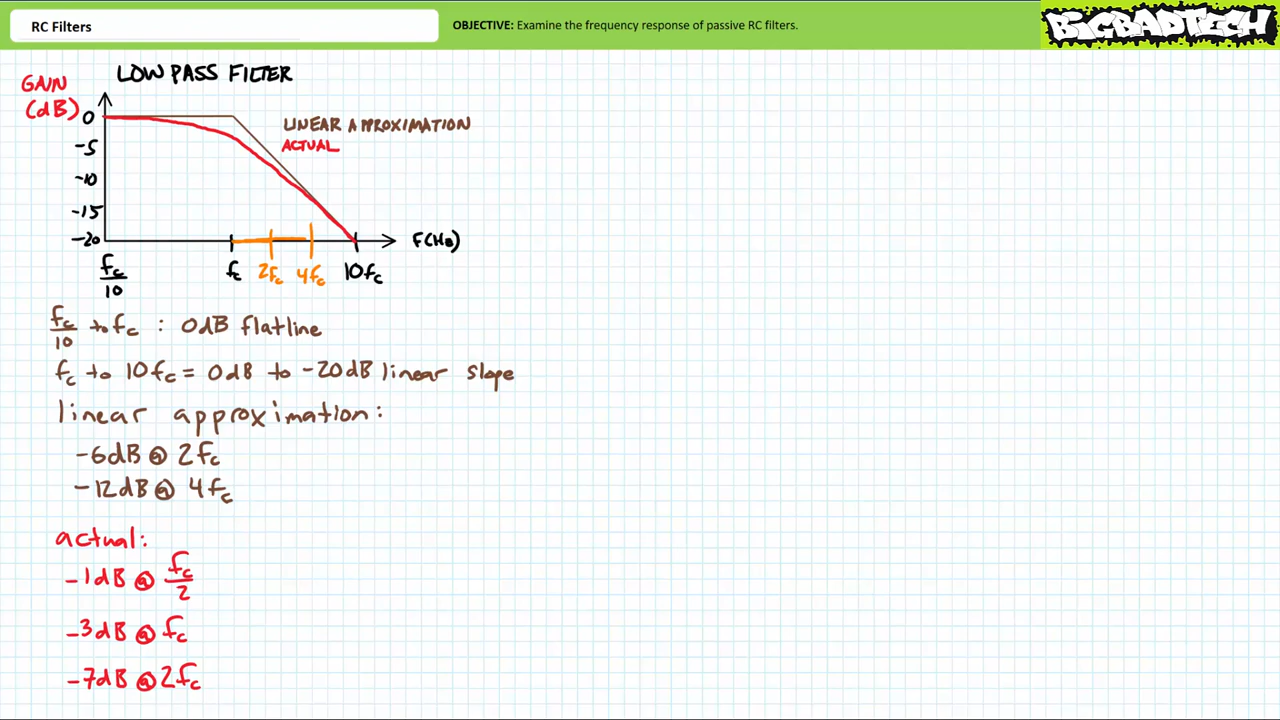 RC Filters
OBJECTIVE: Examine the frequency response of passive RC filters.
BIGBADTECH
LOW PASS FILTER
GAIN
(dB)
0
-5
-10
-15
-20
LINEAR APPROXIMATION
ACTUAL
F(Hz)
fc/10
fc
2fc
4fc
10fc
fc/10 to fc : 0dB flatline
fc to 10fc = 0dB to -20dB linear slope
linear approximation:
-6dB @ 2fc
-12dB @ 4fc
actual:
-1dB @ fc/2
-3dB @ fc
-7dB @ 2fc